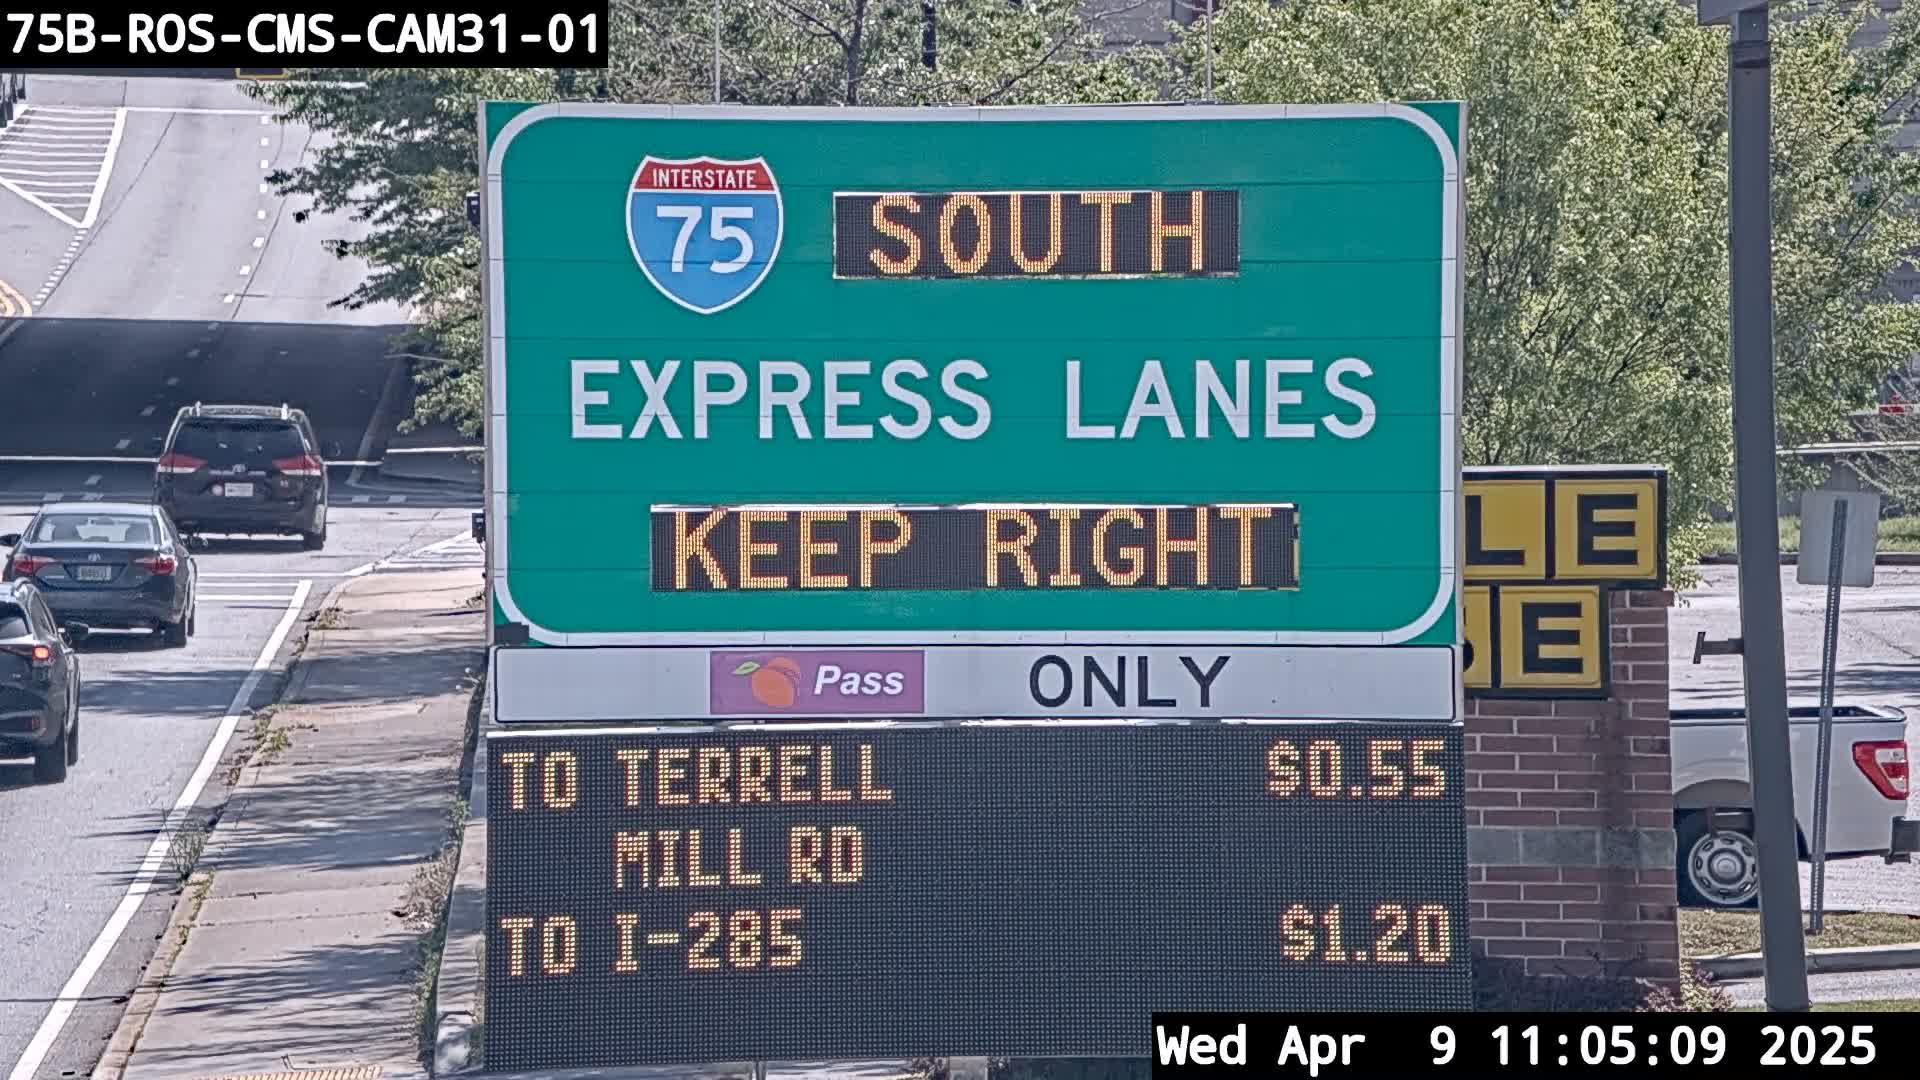 75B-ROS-CMS-CAM31-01
INTERSTATE
75
SOUTH
EXPRESS LANES
KEEP RIGHT
Pass ONLY
TO TERRELL $0.55
MILL RD
TO I-285 $1.20
LE
E
Wed Apr 9 11:05:09 2025